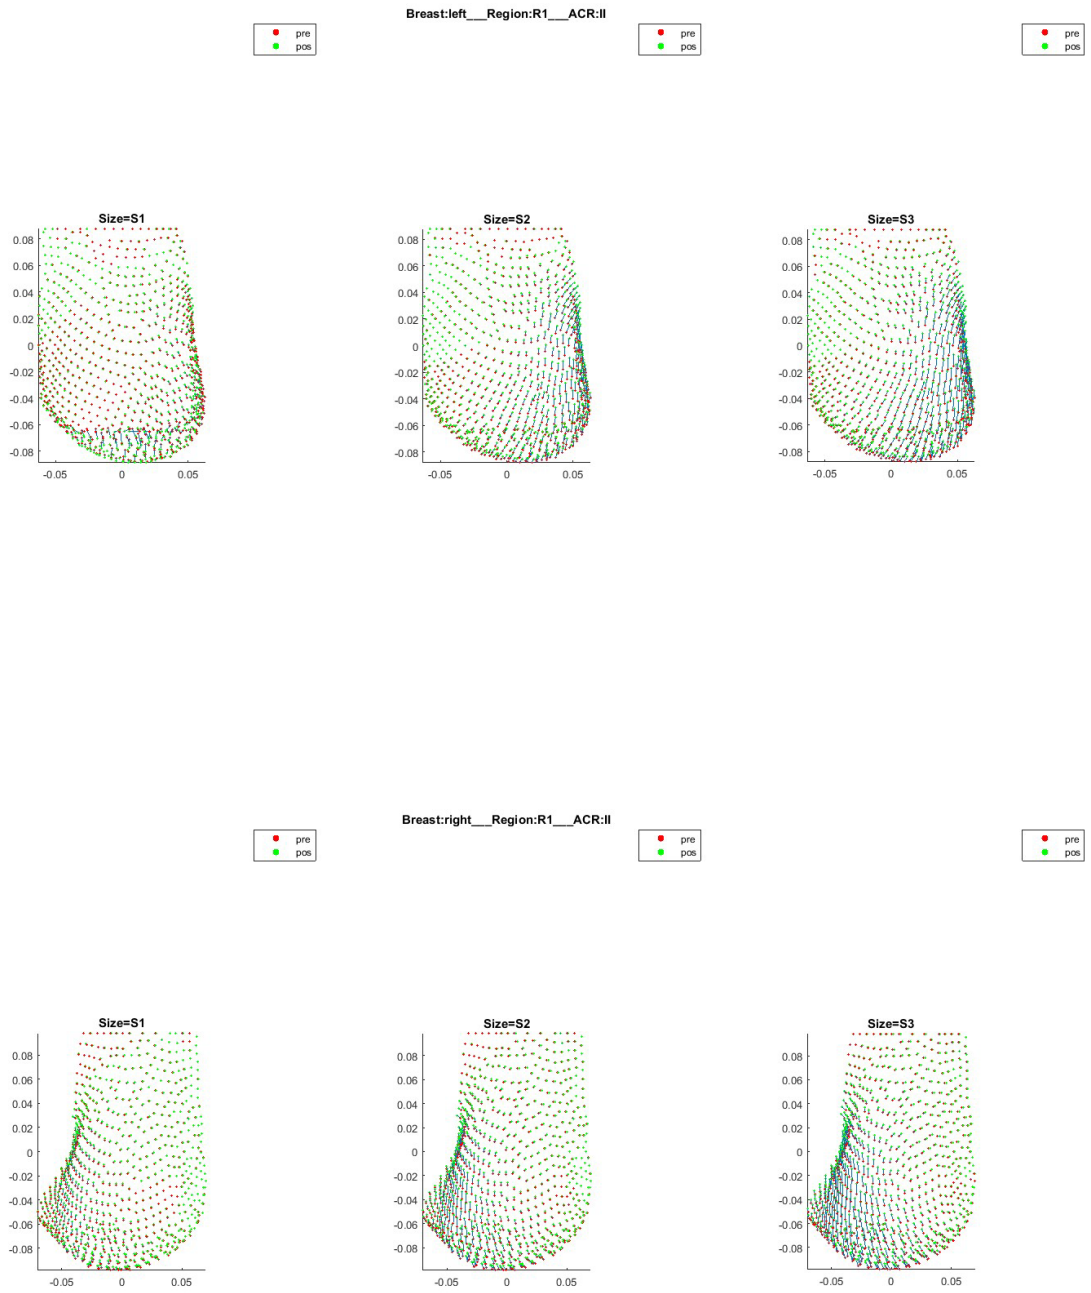 Breast:left___Region:R1___ACR:II
pre
pos
pre
pos
pre
pos
Size=S1
0.08
0.06
0.04
0.02
0
-0.02
-0.04
-0.06
-0.08
-0.05 0 0.05
Size=S2
0.08
0.06
0.04
0.02
0
-0.02
-0.04
-0.06
-0.08
-0.05 0 0.05
Size=S3
0.08
0.06
0.04
0.02
0
-0.02
-0.04
-0.06
-0.08
-0.05 0 0.05
Breast:right___Region:R1___ACR:II
pre
pos
pre
pos
pre
pos
Size=S1
0.08
0.06
0.04
0.02
0
-0.02
-0.04
-0.06
-0.08
-0.05 0 0.05
Size=S2
0.08
0.06
0.04
0.02
0
-0.02
-0.04
-0.06
-0.08
-0.05 0 0.05
Size=S3
0.08
0.06
0.04
0.02
0
-0.02
-0.04
-0.06
-0.08
-0.05 0 0.05